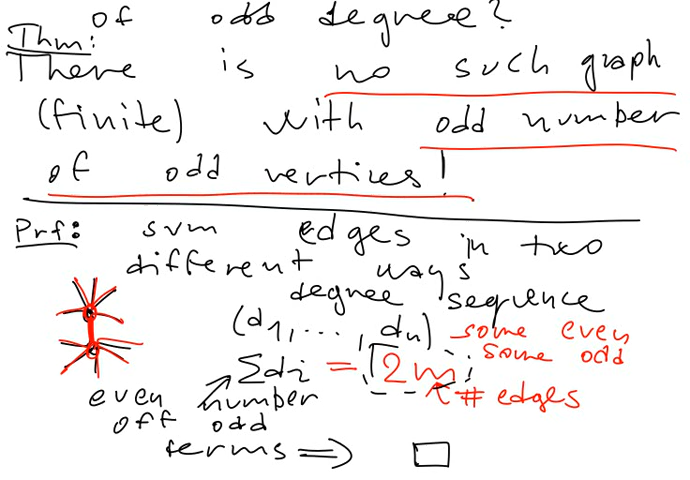 of odd degree?
Thm:
There is no such graph
(finite) with odd number
of odd vertices!
Prf: sum edges in two
different ways
degree sequence
(d1, ..., dn) some even
some odd
Σdi = 2m
# edges
even number
off odd
terms ⇒ □